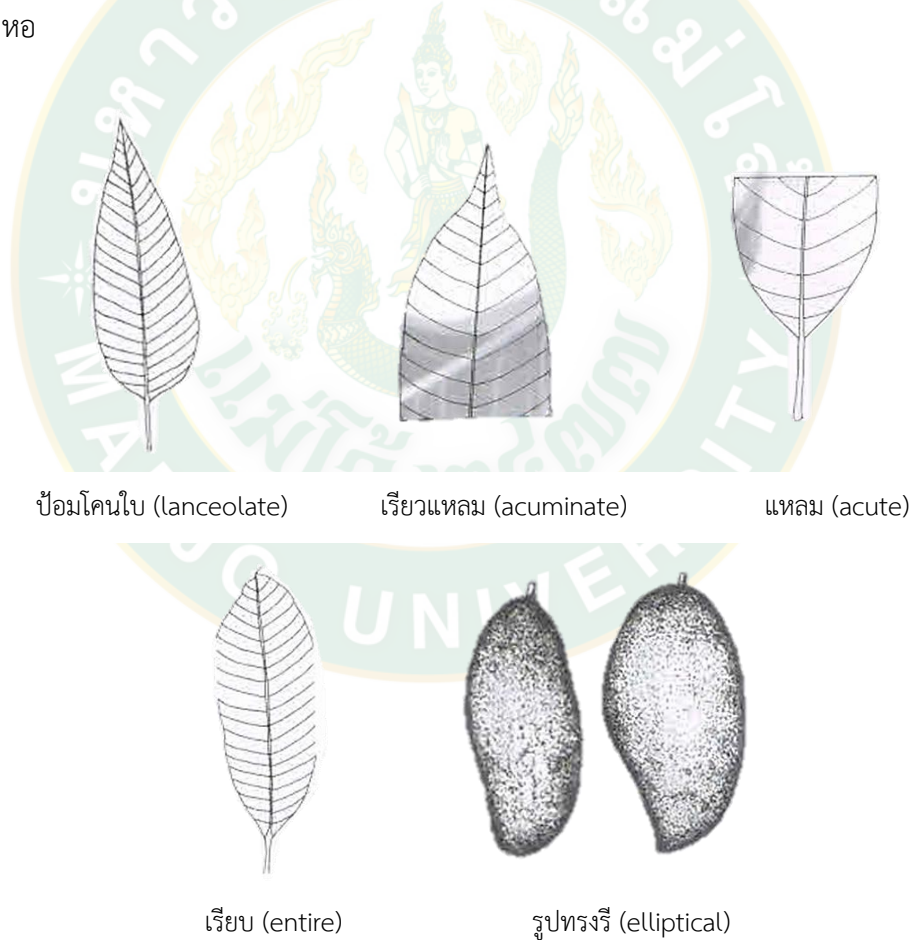 หอ
ป้อมโคนใบ (lanceolate) เรียวแหลม (acuminate) แหลม (acute)
เรียบ (entire) รูปทรงรี (elliptical)
UNIVERSITY